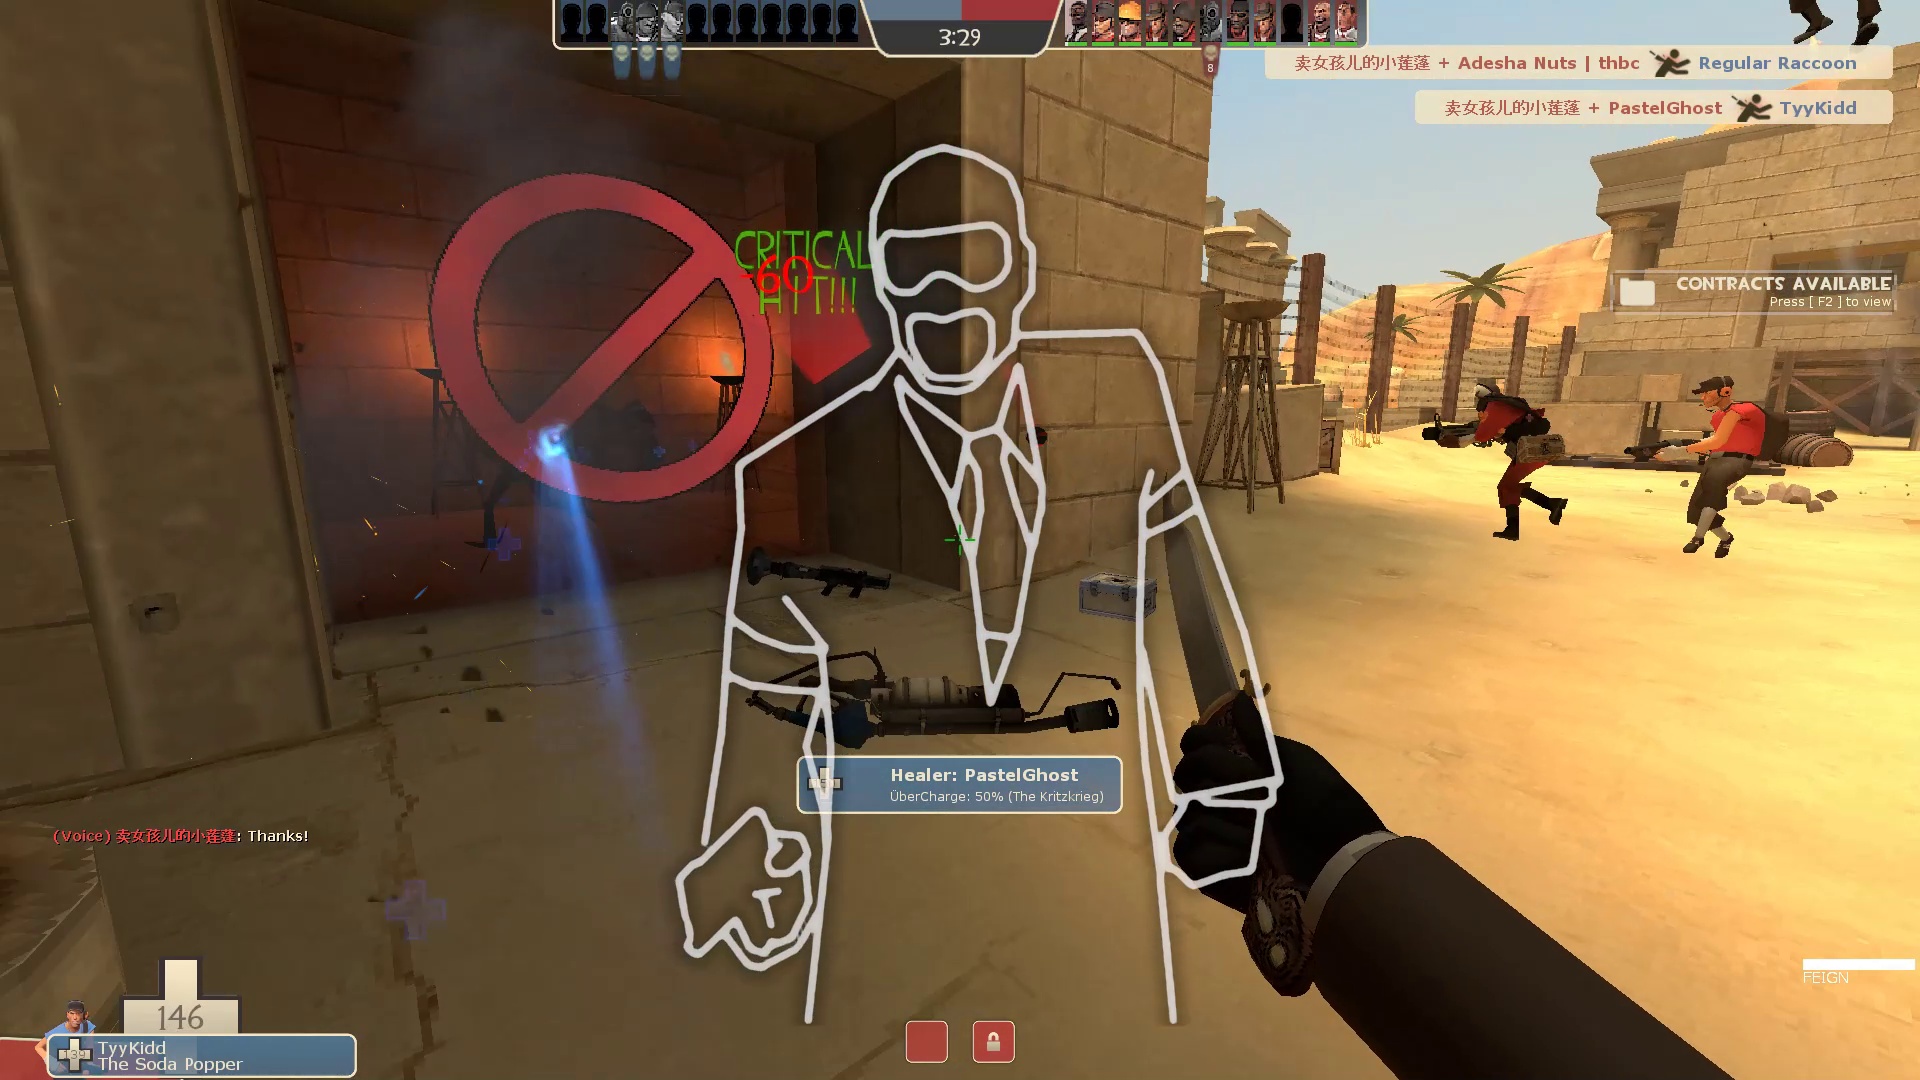 3:29
8
卖女孩儿的小莲蓬 + Adesha Nuts | thbc Regular Raccoon
卖女孩儿的小莲蓬 + PastelGhost TyyKidd
CRITICAL
HIT!!!
-60
CONTRACTS AVAILABLE
Press [ F2 ] to view
Healer: PastelGhost
ÜberCharge: 50% (The Kritzkrieg)
(Voice) 卖女孩儿的小莲蓬: Thanks!
FEIGN
146
TyyKidd
The Soda Popper